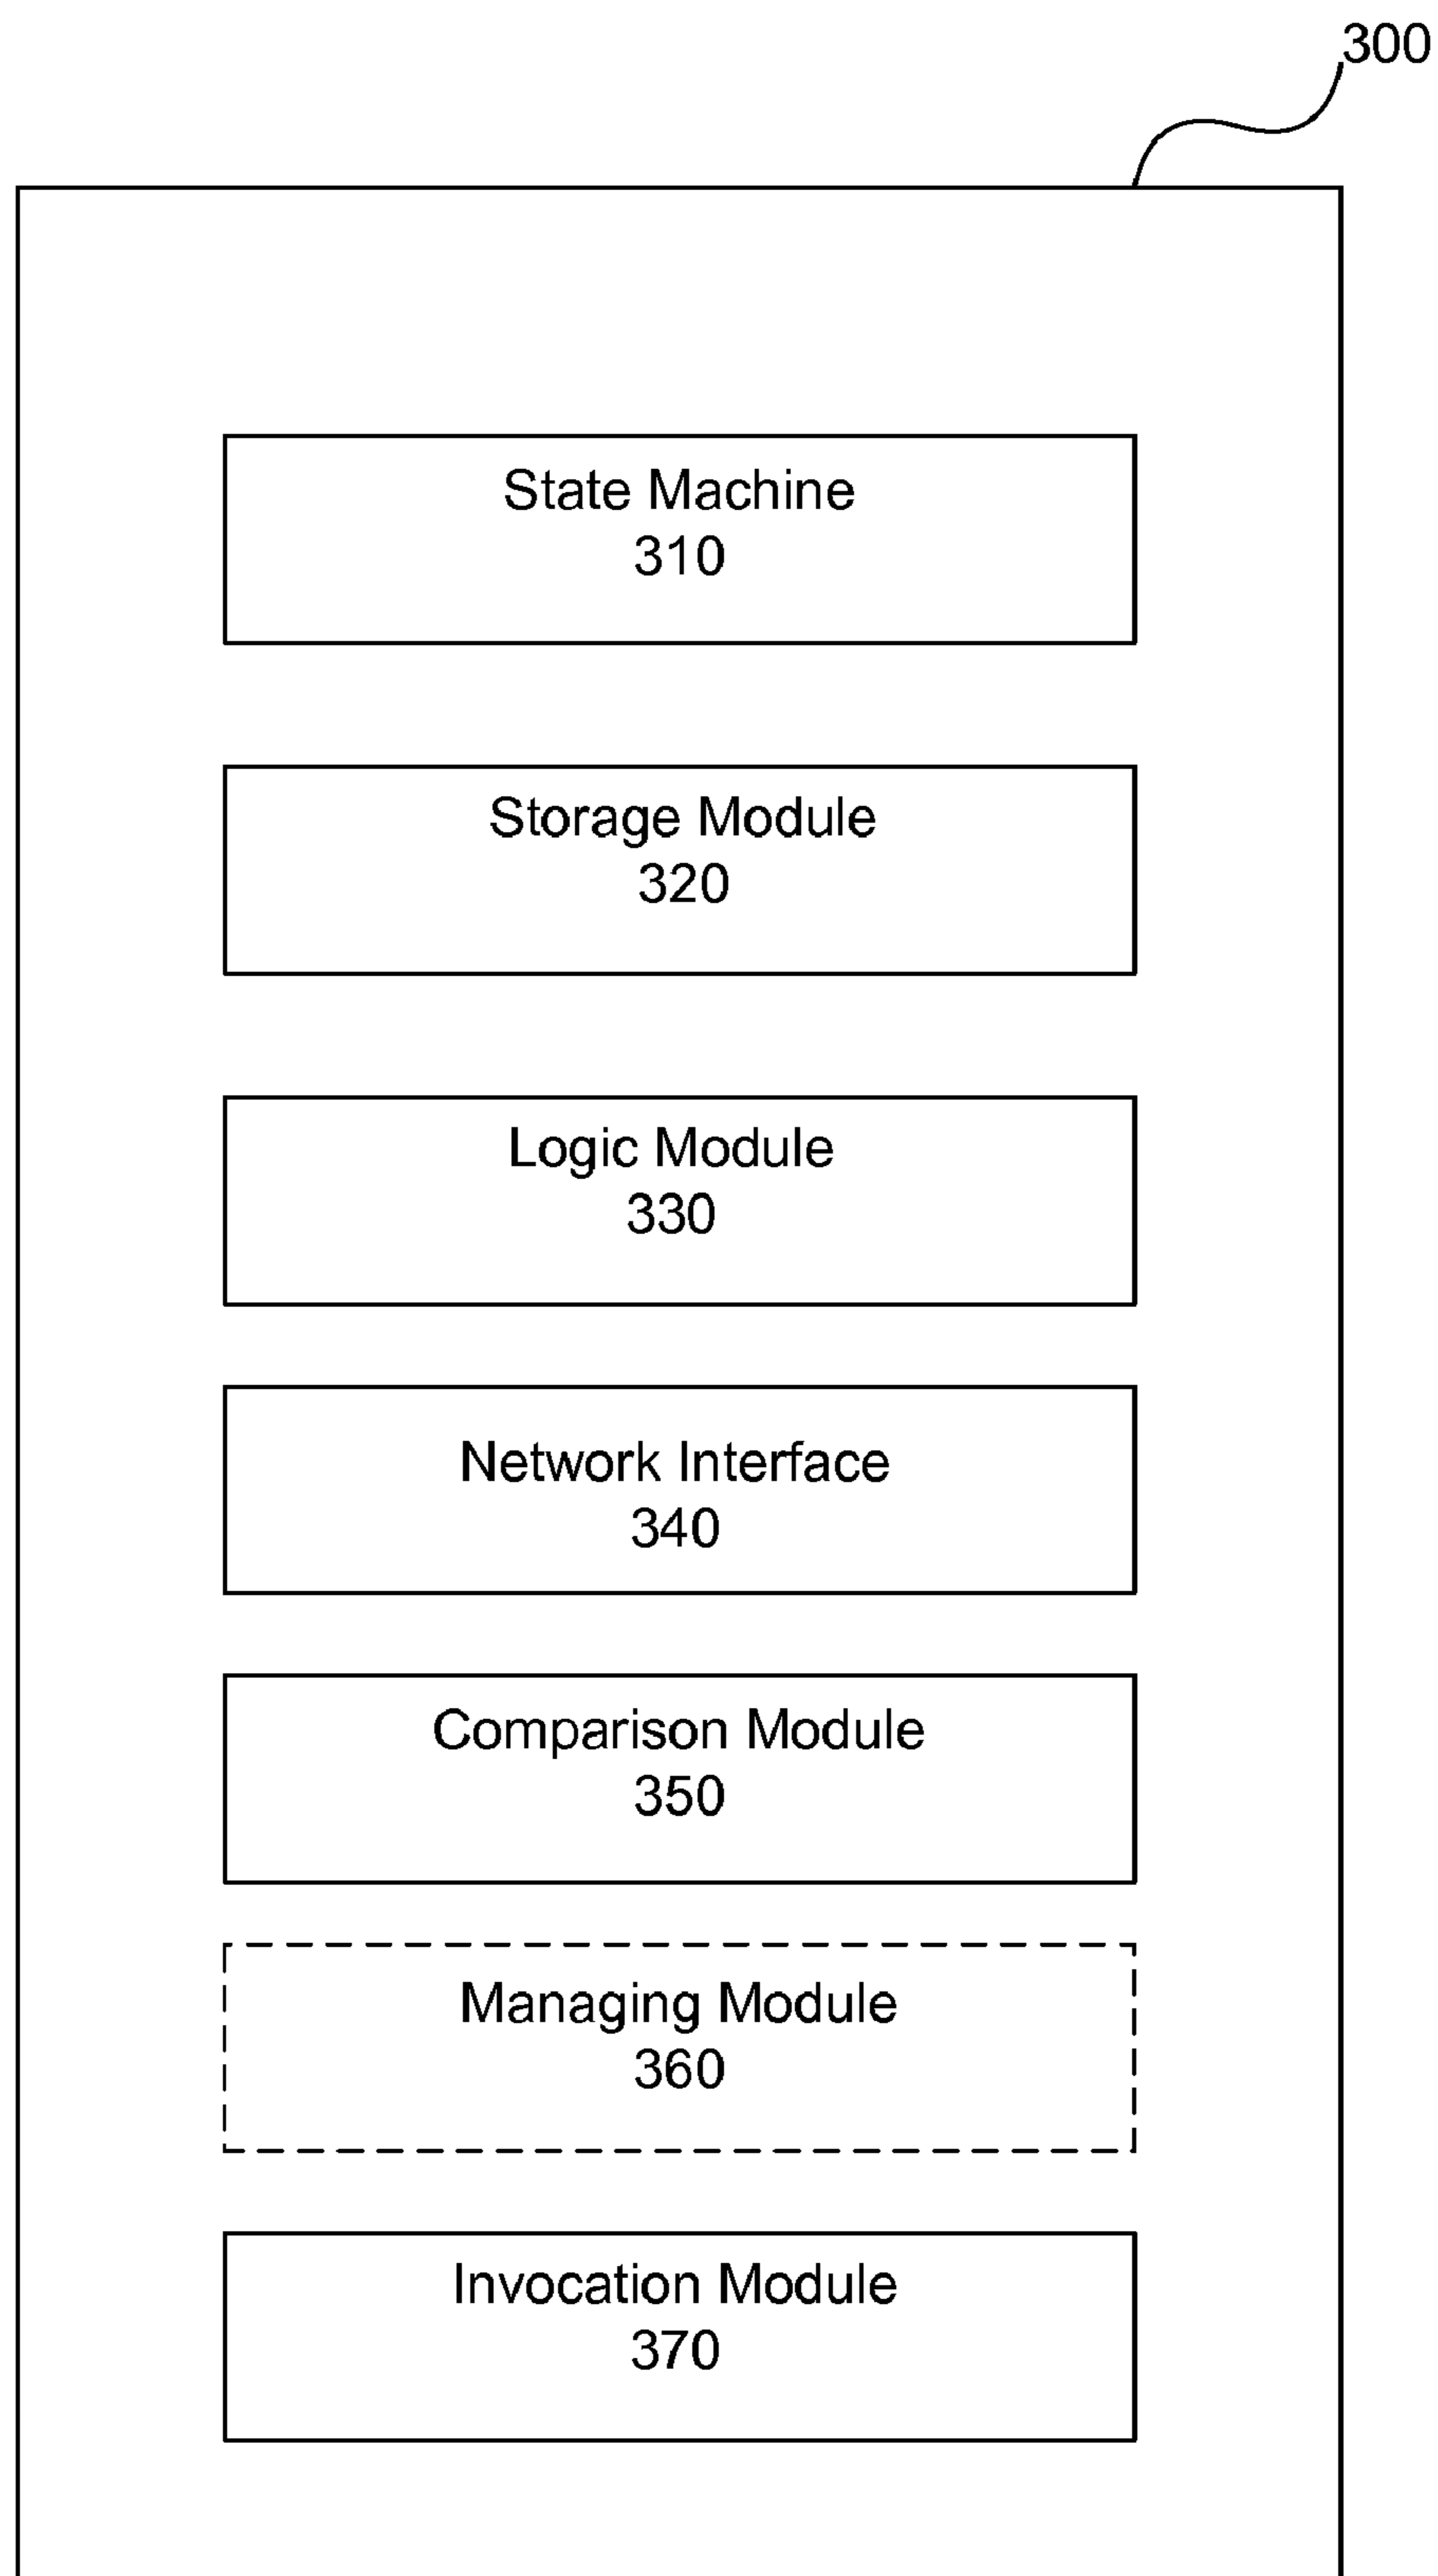 300
State Machine
310
Storage Module
320
Logic Module
330
Network Interface
340
Comparison Module
350
Managing Module
360
Invocation Module
370